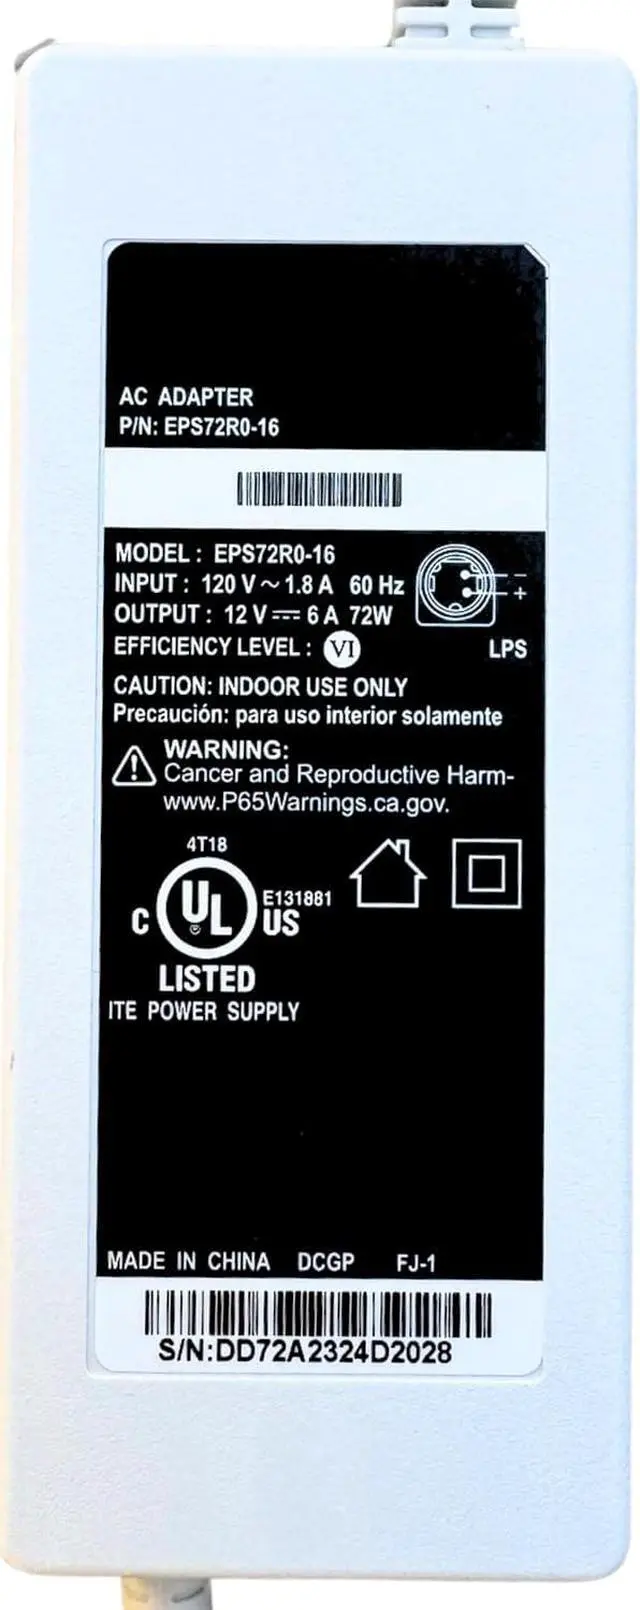 AC ADAPTER
P/N: EPS72R0-16
MODEL : EPS72R0-16
INPUT : 120 V ~ 1.8 A 60 Hz
OUTPUT : 12 V ⎓ 6 A 72W
- +
EFFICIENCY LEVEL : VI
LPS
CAUTION: INDOOR USE ONLY
Precaución: para uso interior solamente
WARNING:
Cancer and Reproductive Harm-
www.P65Warnings.ca.gov.
4T18
C UL US
E131881
LISTED
ITE POWER SUPPLY
MADE IN CHINA DCGP FJ-1
S/N:DD72A2324D2028